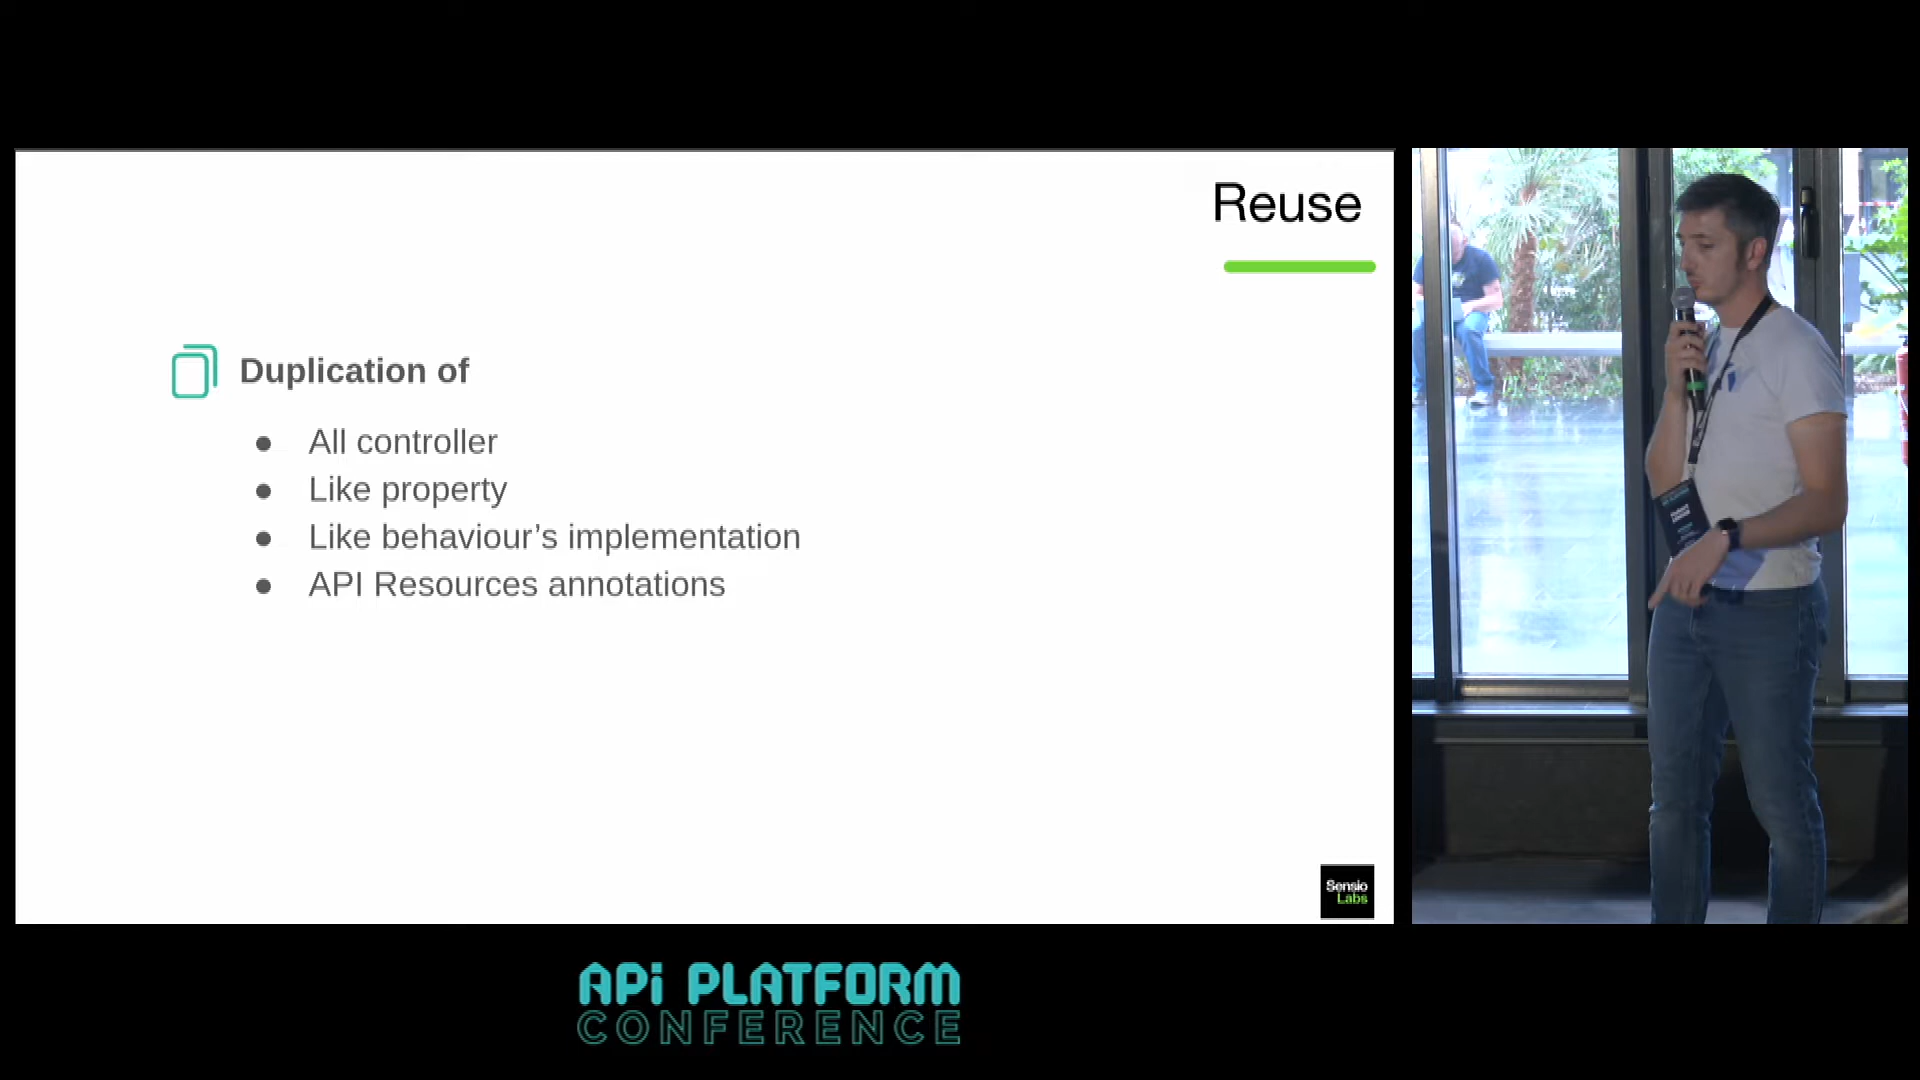 Reuse
Duplication of
● All controller
● Like property
● Like behaviour’s implementation
● API Resources annotations
Sensio
Labs
APi PLATFORM
CONFERENCE